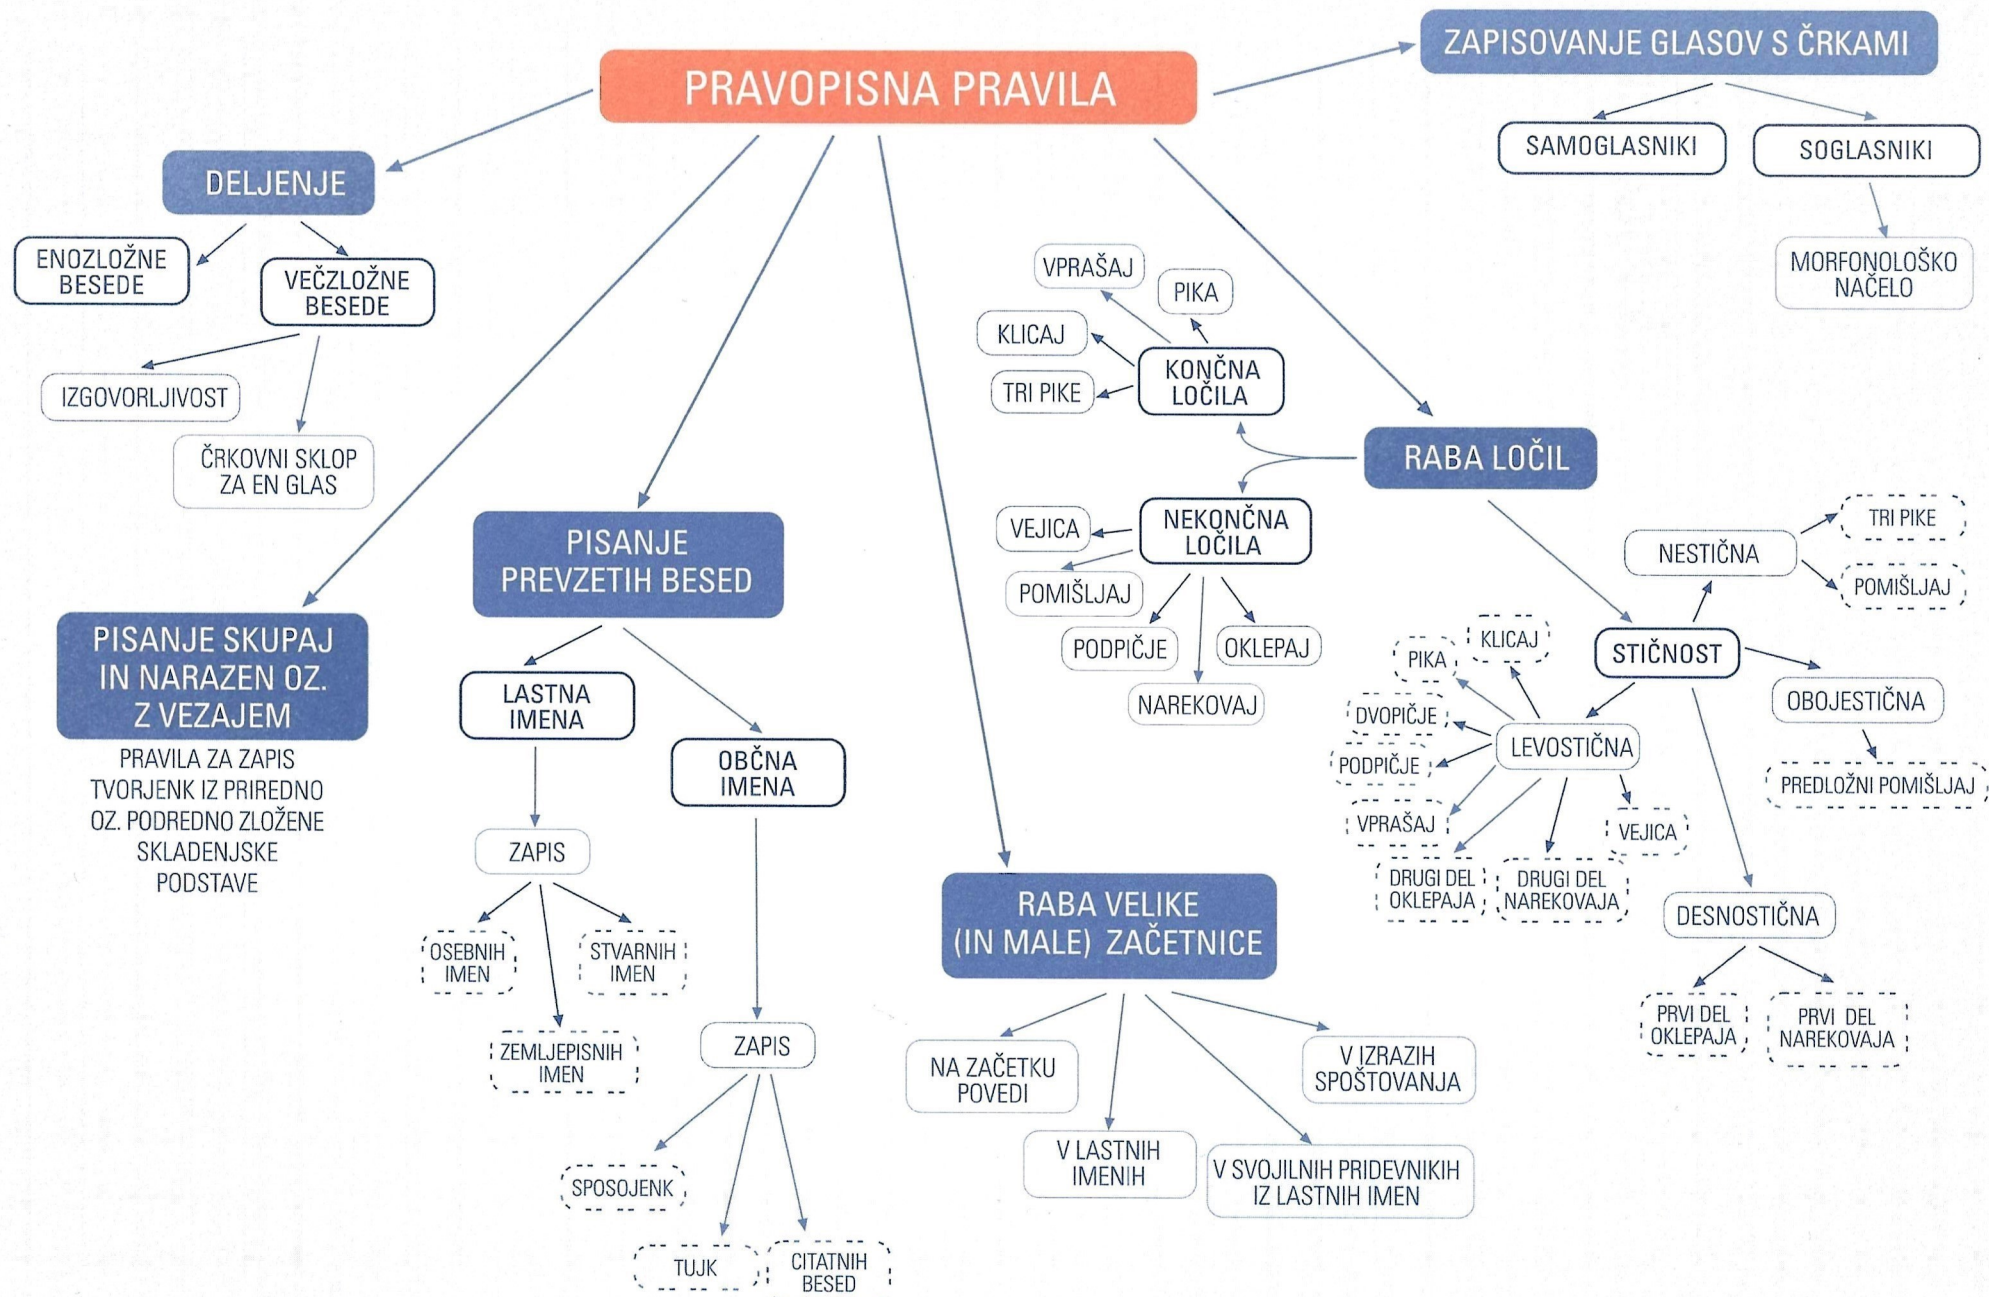 PRAVOPISNA PRAVILA
ZAPISOVANJE GLASOV S ČRKAMI
SAMOGLASNIKI
SOGLASNIKI
MORFONOLOŠKO
NAČELO
DELJENJE
ENOZLOŽNE
BESEDE
VEČZLOŽNE
BESEDE
IZGOVORLJIVOST
ČRKOVNI SKLOP
ZA EN GLAS
PISANJE SKUPAJ
IN NARAZEN OZ.
Z VEZAJEM
PRAVILA ZA ZAPIS
TVORJENK IZ PRIREDNO
OZ. PODREDNO ZLOŽENE
SKLADENJSKE
PODSTAVE
PISANJE
PREVZETIH BESED
LASTNA
IMENA
OBČNA
IMENA
ZAPIS
OSEBNIH
IMEN
STVARNIH
IMEN
ZEMLJEPISNIH
IMEN
ZAPIS
SPOSOJENK
TUJK
CITATNIH
BESED
RABA VELIKE
(IN MALE) ZAČETNICE
NA ZAČETKU
POVEDI
V LASTNIH
IMENIH
V SVOJILNIH PRIDEVNIKIH
IZ LASTNIH IMEN
V IZRAZIH
SPOŠTOVANJA
RABA LOČIL
KONČNA
LOČILA
VPRAŠAJ
PIKA
KLICAJ
TRI PIKE
NEKONČNA
LOČILA
VEJICA
POMIŠLJAJ
PODPIČJE
NAREKOVAJ
OKLEPAJ
STIČNOST
NESTIČNA
TRI PIKE
POMIŠLJAJ
OBOJESTIČNA
PREDLOŽNI POMIŠLJAJ
LEVOSTIČNA
KLICAJ
PIKA
DVOPIČJE
PODPIČJE
VPRAŠAJ
DRUGI DEL
OKLEPAJA
DRUGI DEL
NAREKOVAJA
VEJICA
DESNOSTIČNA
PRVI DEL
OKLEPAJA
PRVI DEL
NAREKOVAJA